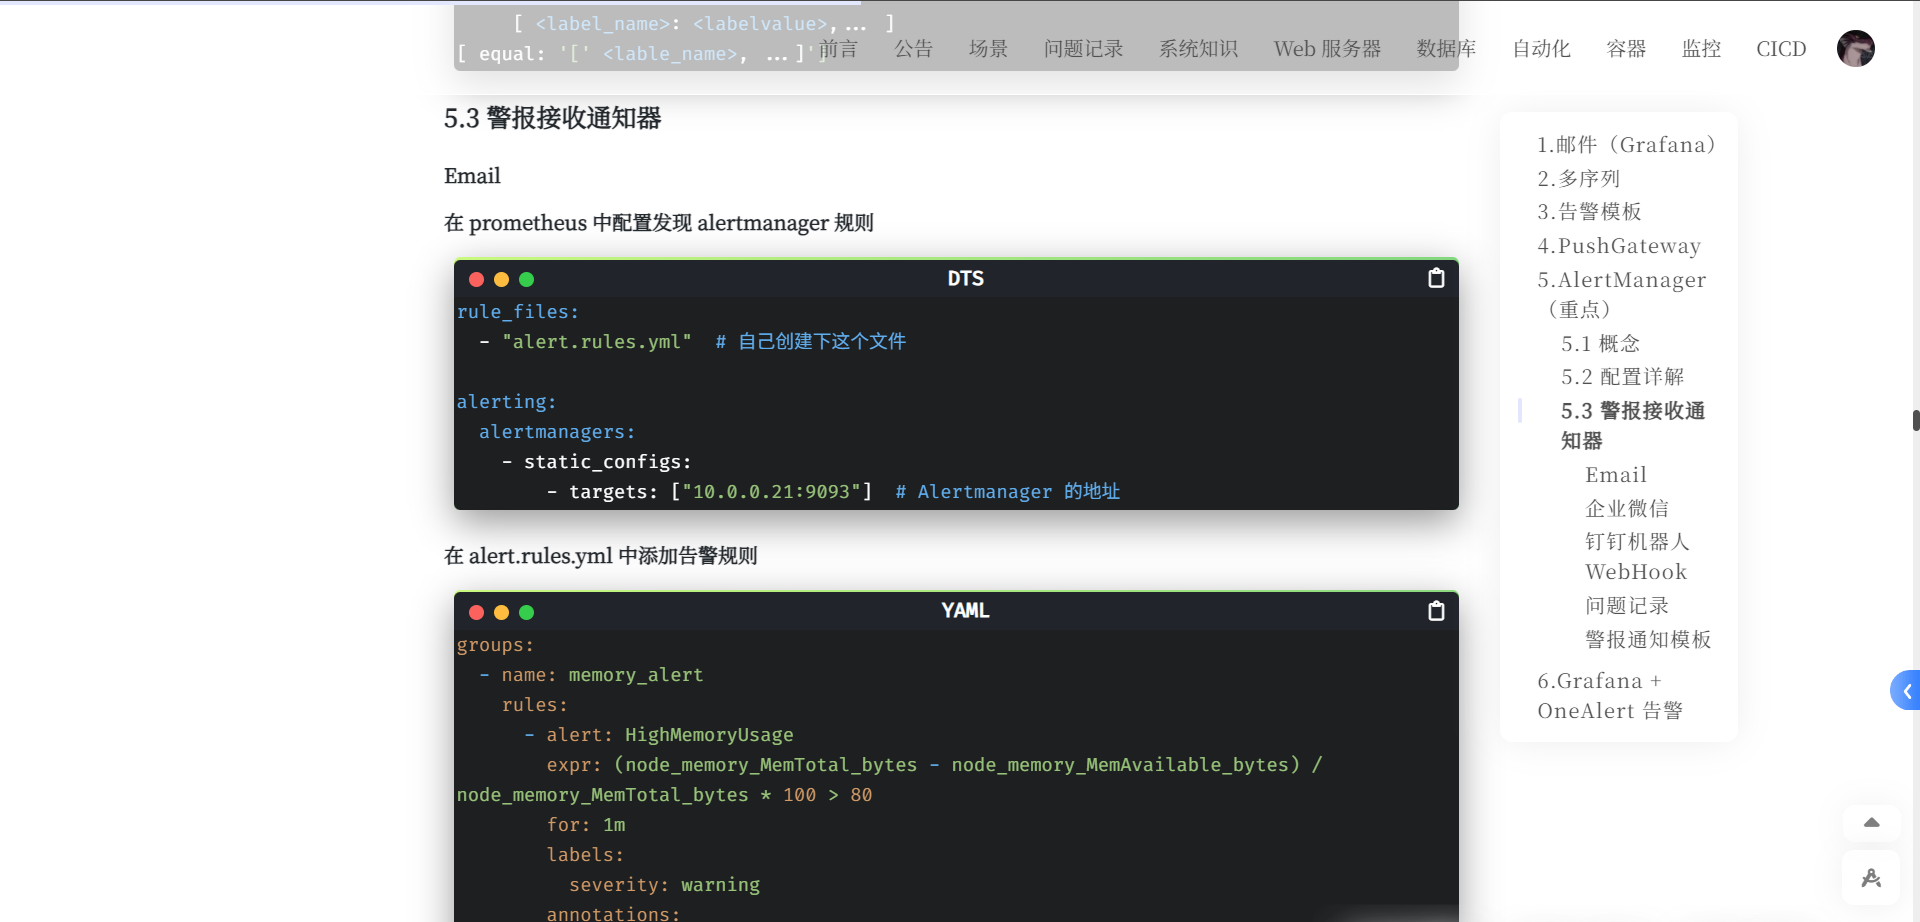 [ <label_name>: <labelvalue>, ... ]
[ equal: '[' <lable_name>, ... ]' ]
前言 公告 场景 问题记录 系统知识 Web 服务器 数据库 自动化 容器 监控 CICD
5.3 警报接收通知器
Email
在 prometheus 中配置发现 alertmanager 规则
DTS
rule_files:
- "alert.rules.yml"  # 自己创建下这个文件
alerting:
alertmanagers:
- static_configs:
- targets: ["10.0.0.21:9093"]  # Alertmanager 的地址
在 alert.rules.yml 中添加告警规则
YAML
groups:
- name: memory_alert
rules:
- alert: HighMemoryUsage
expr: (node_memory_MemTotal_bytes - node_memory_MemAvailable_bytes) /
node_memory_MemTotal_bytes * 100 > 80
for: 1m
labels:
severity: warning
annotations:
1.邮件（Grafana）
2.多序列
3.告警模板
4.PushGateway
5.AlertManager
（重点）
5.1 概念
5.2 配置详解
5.3 警报接收通
知器
Email
企业微信
钉钉机器人
WebHook
问题记录
警报通知模板
6.Grafana +
OneAlert 告警